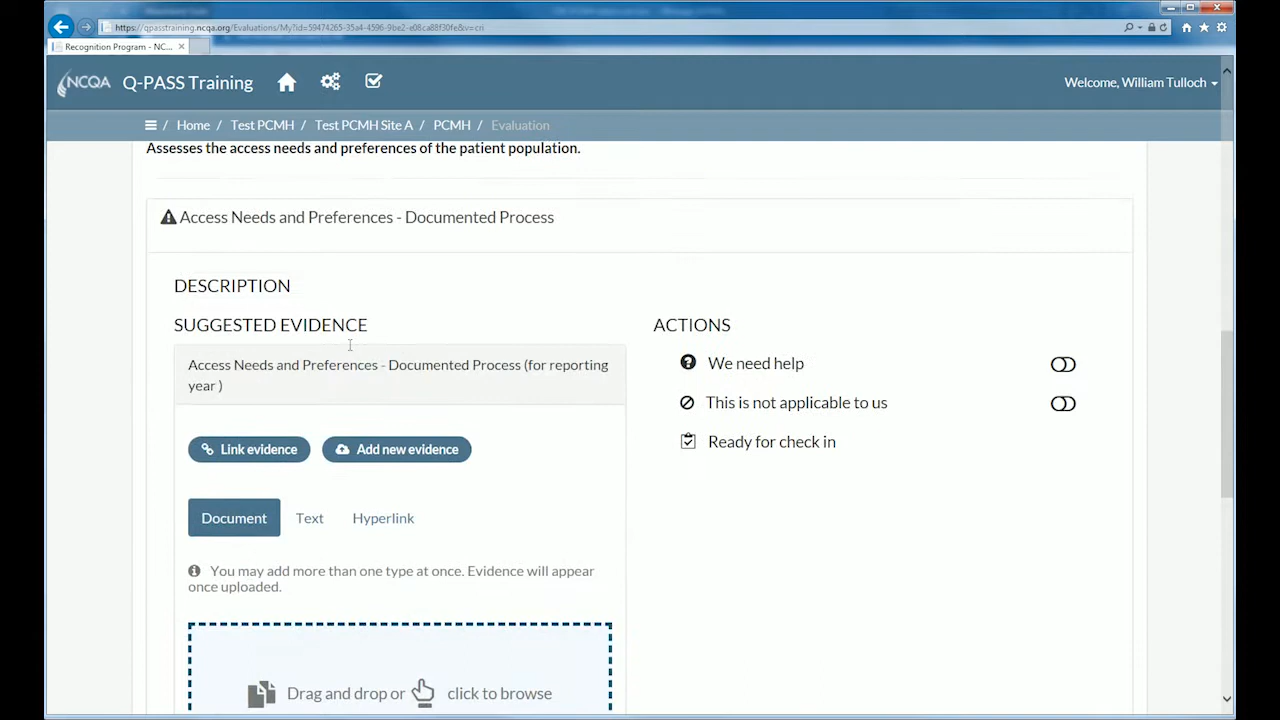 https://qpasstraining.ncqa.org/Evaluations/My?id=59474265-35a4-4596-9be2-e08ca88f30fe&v=cri
Recognition Program - NC...
NCQA Q-PASS Training
Welcome, William Tulloch
/ Home / Test PCMH / Test PCMH Site A / PCMH / Evaluation
Assesses the access needs and preferences of the patient population.
Access Needs and Preferences - Documented Process
DESCRIPTION
SUGGESTED EVIDENCE
Access Needs and Preferences - Documented Process (for reporting
year )
Link evidence Add new evidence
Document Text Hyperlink
You may add more than one type at once. Evidence will appear
once uploaded.
Drag and drop or click to browse
ACTIONS
We need help
This is not applicable to us
Ready for check in